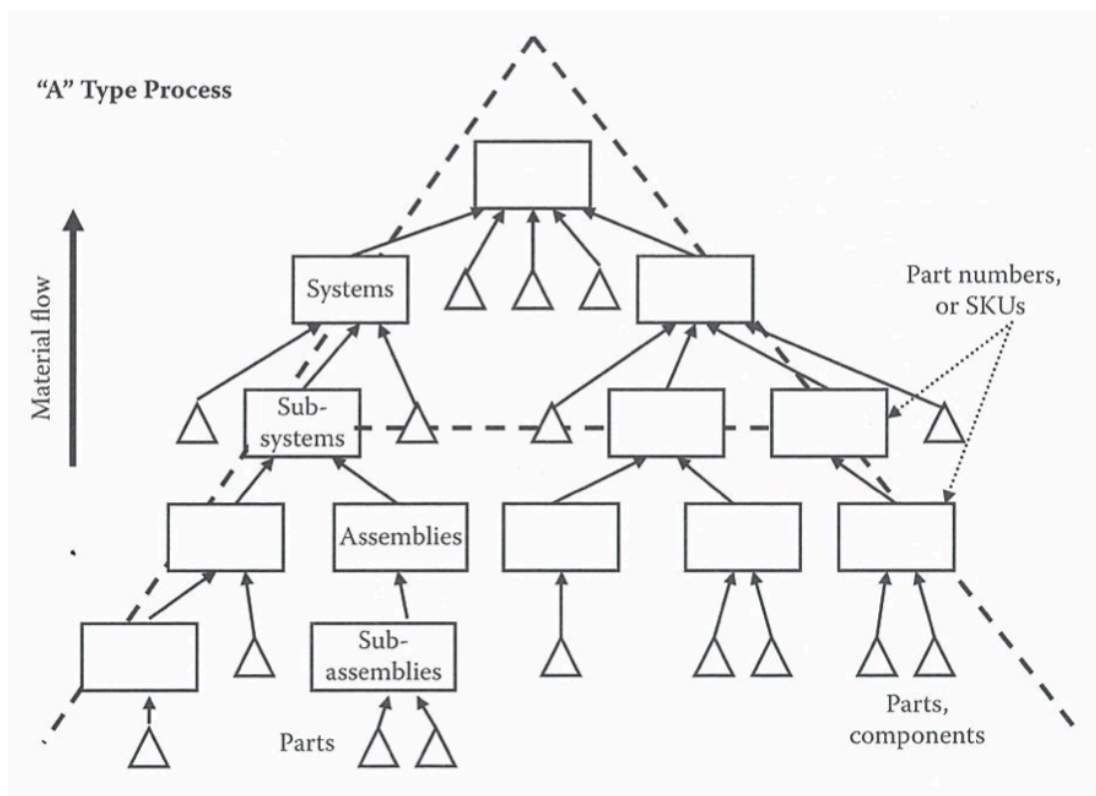 “A” Type Process
Material flow
Systems
Part numbers,
or SKUs
Sub-
systems
Assemblies
Sub-
assemblies
Parts
Parts,
components